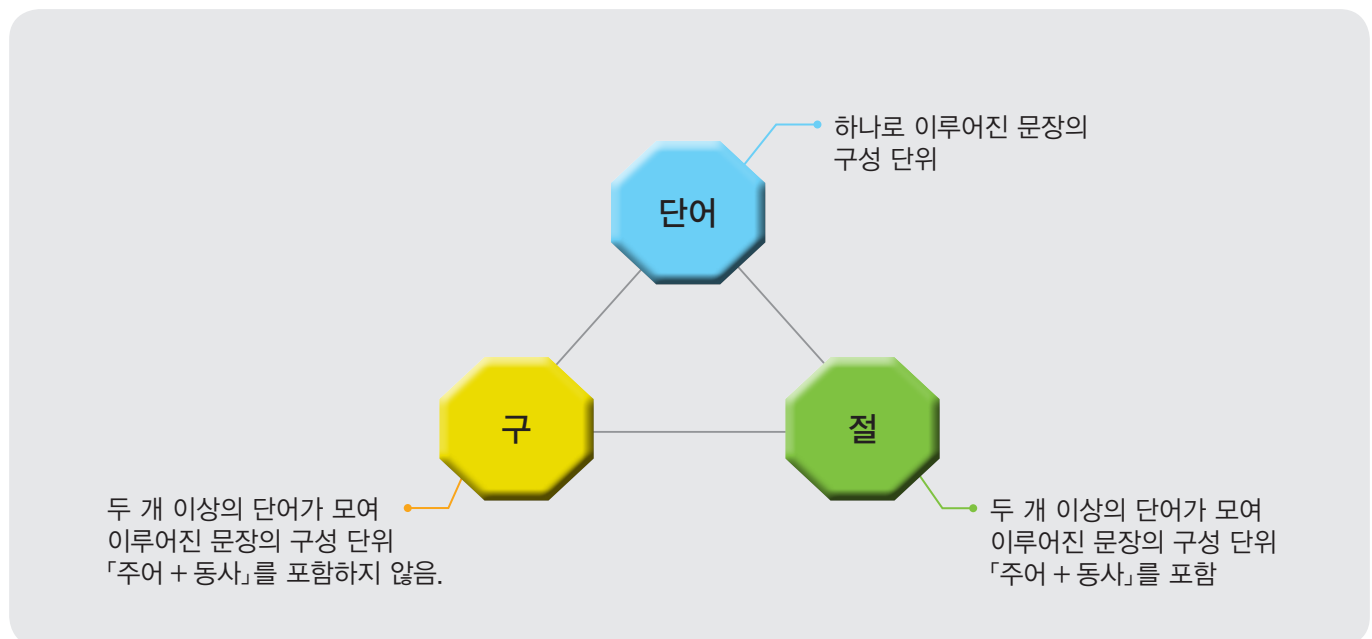 하나로 이루어진 문장의
구성 단위
단어
구
절
두 개 이상의 단어가 모여
이루어진 문장의 구성 단위
「주어 + 동사」를 포함하지 않음.
두 개 이상의 단어가 모여
이루어진 문장의 구성 단위
「주어 + 동사」를 포함